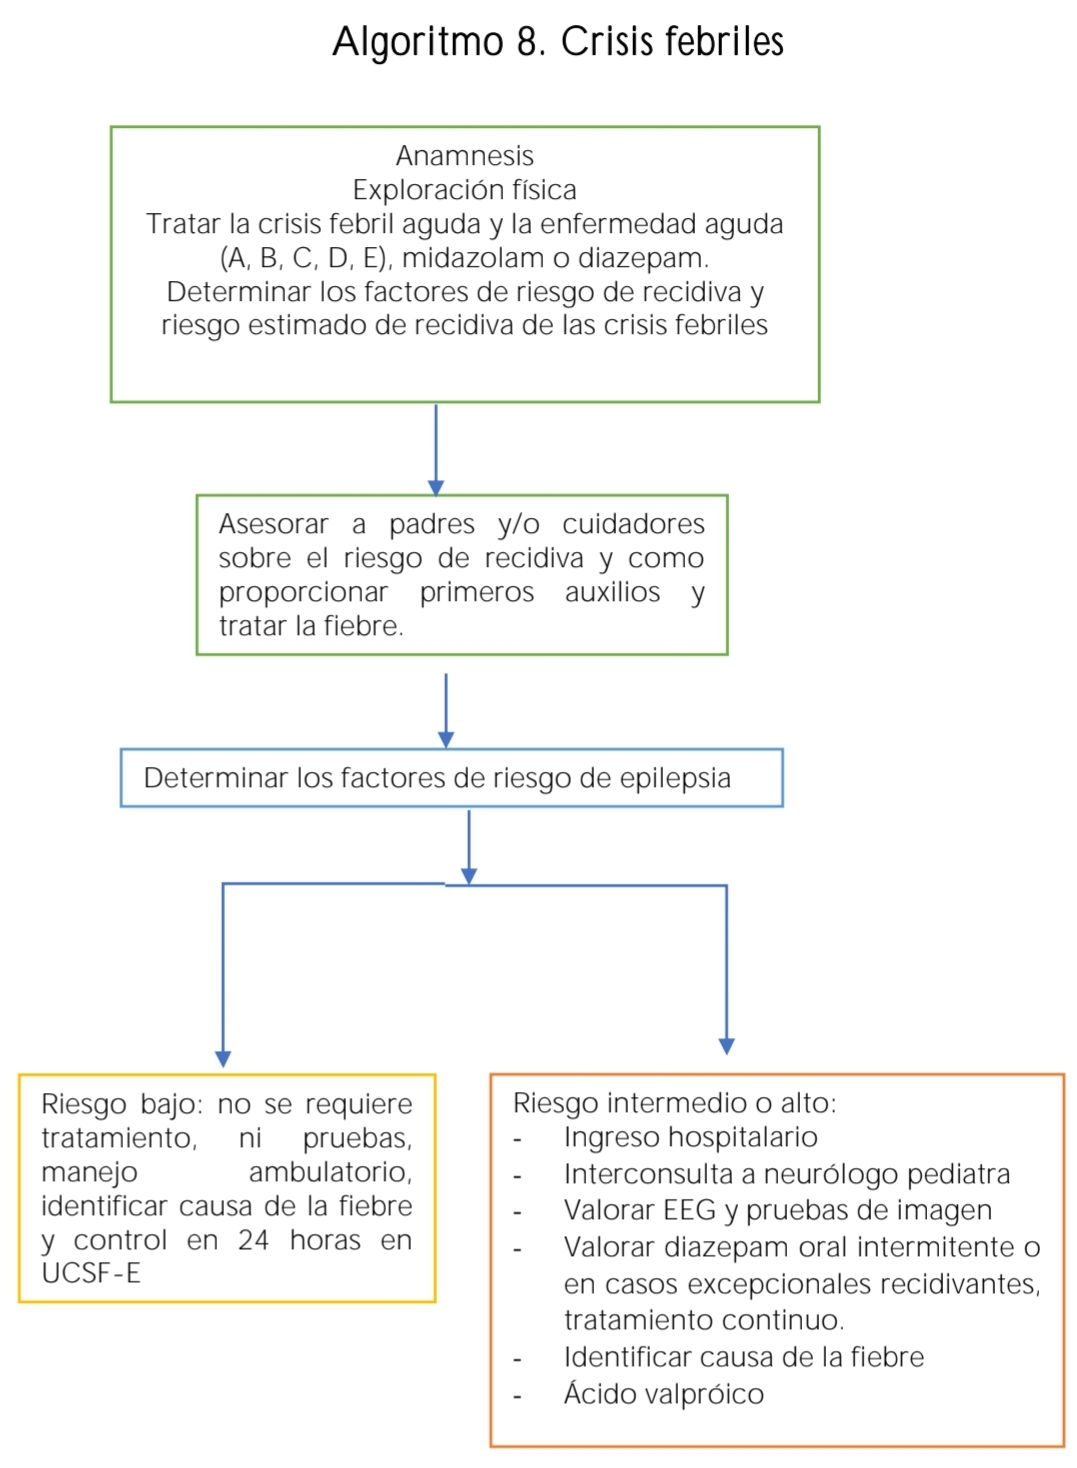 Algoritmo 8. Crisis febriles
Anamnesis
Exploración física
Tratar la crisis febril aguda y la enfermedad aguda
(A, B, C, D, E), midazolam o diazepam.
Determinar los factores de riesgo de recidiva y
riesgo estimado de recidiva de las crisis febriles
Asesorar a padres y/o cuidadores
sobre el riesgo de recidiva y como
proporcionar primeros auxilios y
tratar la fiebre.
Determinar los factores de riesgo de epilepsia
Riesgo bajo: no se requiere
tratamiento, ni pruebas,
manejo ambulatorio,
identificar causa de la fiebre
y control en 24 horas en
UCSF-E
Riesgo intermedio o alto:
- Ingreso hospitalario
- Interconsulta a neurólogo pediatra
- Valorar EEG y pruebas de imagen
- Valorar diazepam oral intermitente o
en casos excepcionales recidivantes,
tratamiento continuo.
- Identificar causa de la fiebre
- Ácido valpróico